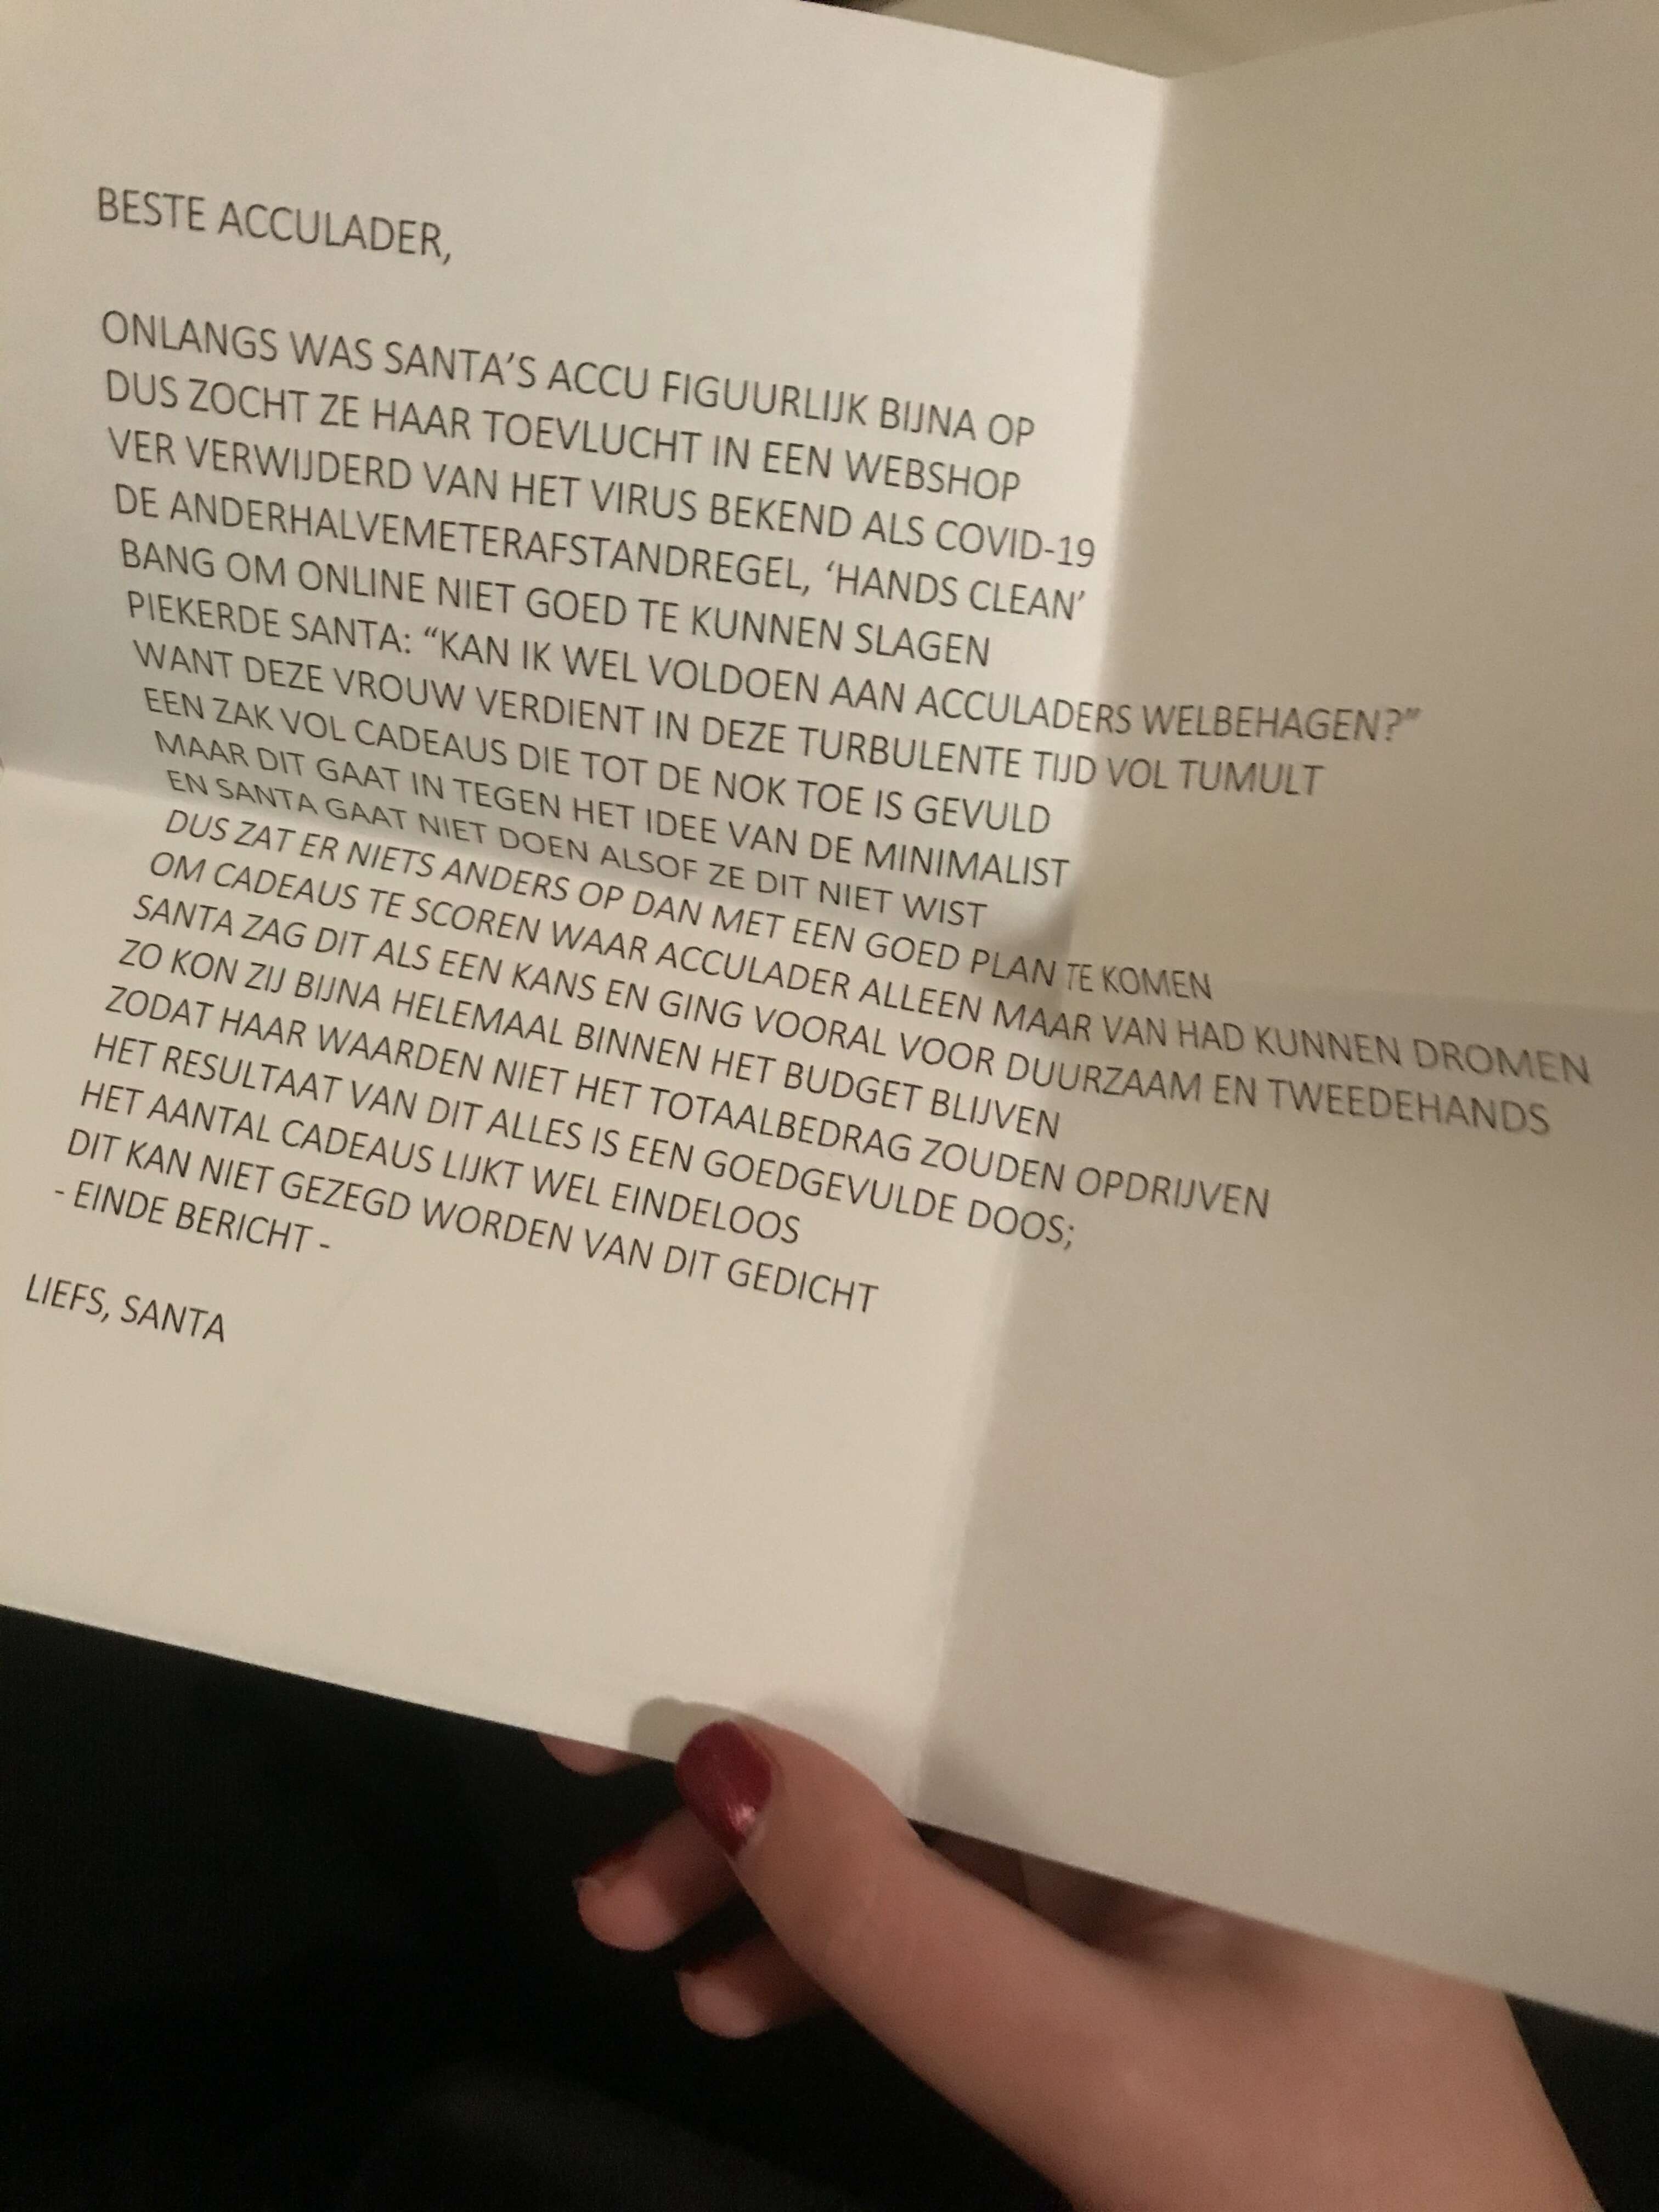 BESTE ACCULADER,
ONLANGS WAS SANTA'S ACCU FIGUURLIJK BIJNA OP
DUS ZOCHT ZE HAAR TOEVLUCHT IN EEN WEBSHOP
VER VERWIJDERD VAN HET VIRUS BEKEND ALS COVID-19
DE ANDERHALVEMETERAFSTANDREGEL, ‘HANDS CLEAN’
BANG OM ONLINE NIET GOED TE KUNNEN SLAGEN
PIEKERDE SANTA: “KAN IK WEL VOLDOEN AAN ACCULADERS WELBEHAGEN?”
WANT DEZE VROUW VERDIENT IN DEZE TURBULENTE TIJD VOL TUMULT
EEN ZAK VOL CADEAUS DIE TOT DE NOK TOE IS GEVULD
MAAR DIT GAAT IN TEGEN HET IDEE VAN DE MINIMALIST
EN SANTA GAAT NIET DOEN ALSOF ZE DIT NIET WIST
DUS ZAT ER NIETS ANDERS OP DAN MET EEN GOED PLAN TE KOMEN
OM CADEAUS TE SCOREN WAAR ACCULADER ALLEEN MAAR VAN HAD KUNNEN DROMEN
SANTA ZAG DIT ALS EEN KANS EN GING VOORAL VOOR DUURZAAM EN TWEEDEHANDS
ZO KON ZIJ BIJNA HELEMAAL BINNEN HET BUDGET BLIJVEN
ZODAT HAAR WAARDEN NIET HET TOTAALBEDRAG ZOUDEN OPDRIJVEN
HET RESULTAAT VAN DIT ALLES IS EEN GOEDGEVULDE DOOS;
HET AANTAL CADEAUS LIJKT WEL EINDELOOS
DIT KAN NIET GEZEGD WORDEN VAN DIT GEDICHT
- EINDE BERICHT -
LIEFS, SANTA